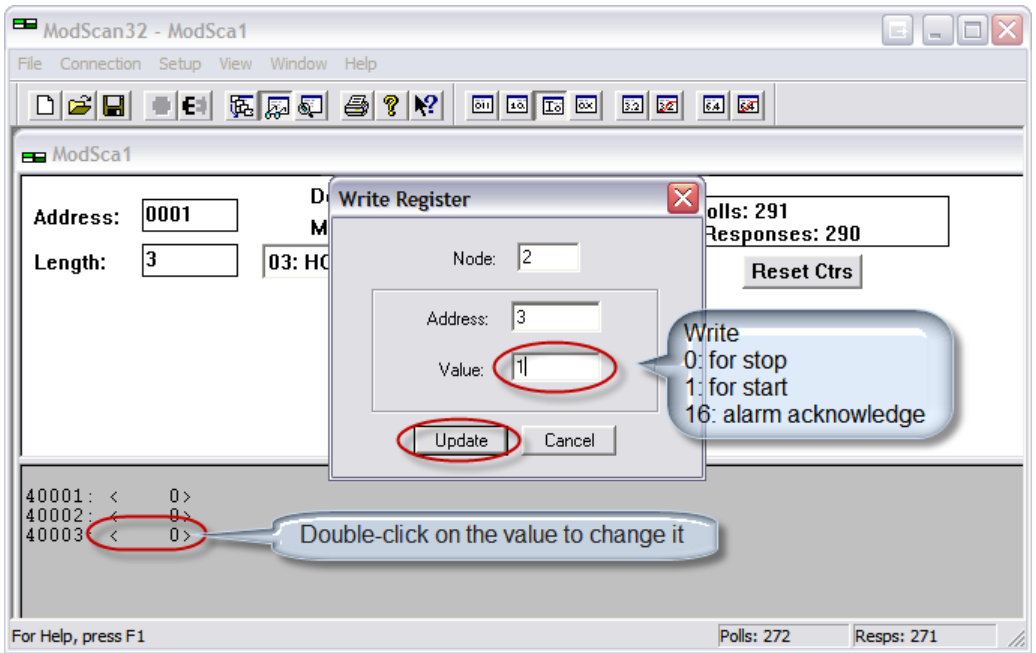 ModScan32 - ModSca1
File Connection Setup View Window Help
ModSca1
Address: 0001
Length: 3
03: HO
Write Register
Node: 2
Address: 3
Value: 1
Update Cancel
olls: 291
Responses: 290
Reset Ctrs
Write
0: for stop
1: for start
16: alarm acknowledge
40001: < 0>
40002: < 0>
40003: < 0>
Double-click on the value to change it
For Help, press F1
Polls: 272
Resps: 271